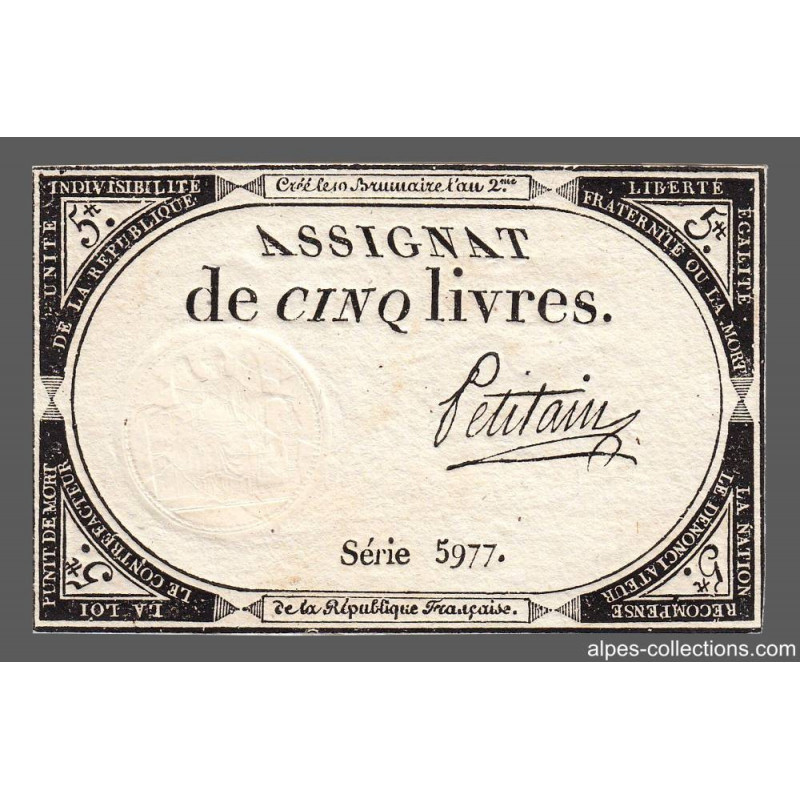 UNITÉ INDIVISIBILITÉ
DE LA RÉPUBLIQUE
5#.
Créé le 10 Brumaire l'an 2.me
LIBERTÉ ÉGALITÉ
FRATERNITÉ OU LA MORT
5#.
ASSIGNAT
de CINQ livres.
Petitain
Série 5977.
LA LOI PUNIT DE MORT
LE CONTREFACTEUR
5#.
de la République Française.
LA NATION RÉCOMPENSE
LE DÉNONCIATEUR
5#.
alpes-collections.com